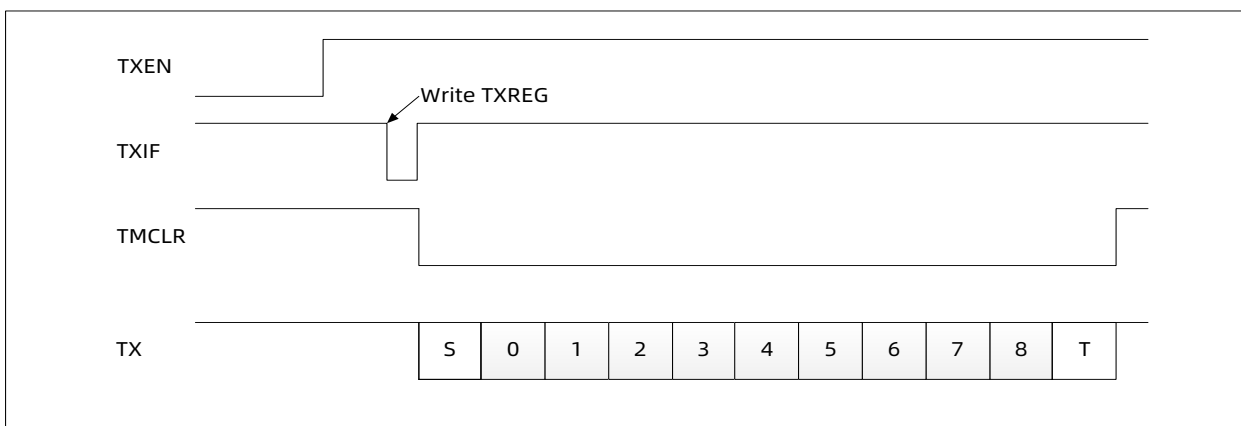 TXEN
Write TXREG
TXIF
TMCLR
TX S 0 1 2 3 4 5 6 7 8 T